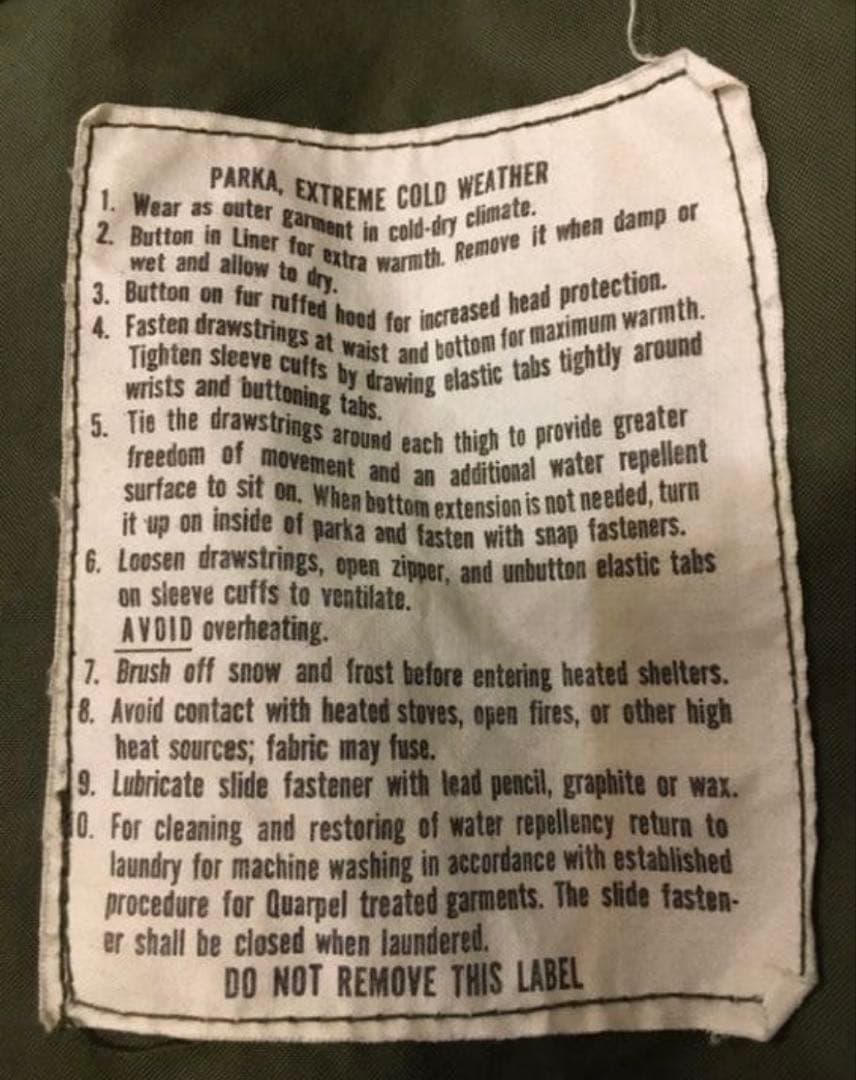 PARKA, EXTREME COLD WEATHER
1. Wear as outer garment in cold-dry climate.
2. Button in Liner for extra warmth. Remove it when damp or
wet and allow to dry.
3. Button on fur ruffed hood for increased head protection.
4. Fasten drawstrings at waist and bottom for maximum warmth.
Tighten sleeve cuffs by drawing elastic tabs tightly around
wrists and buttoning tabs.
5. Tie the drawstrings around each thigh to provide greater
freedom of movement and an additional water repellent
surface to sit on. When bottom extension is not needed, turn
it up on inside of parka and fasten with snap fasteners.
6. Loosen drawstrings, open zipper, and unbutton elastic tabs
on sleeve cuffs to ventilate.
AVOID overheating.
7. Brush off snow and frost before entering heated shelters.
8. Avoid contact with heated stoves, open fires, or other high
heat sources; fabric may fuse.
9. Lubricate slide fastener with lead pencil, graphite or wax.
0. For cleaning and restoring of water repellency return to
laundry for machine washing in accordance with established
procedure for Quarpel treated garments. The slide fasten-
er shall be closed when laundered.
DO NOT REMOVE THIS LABEL